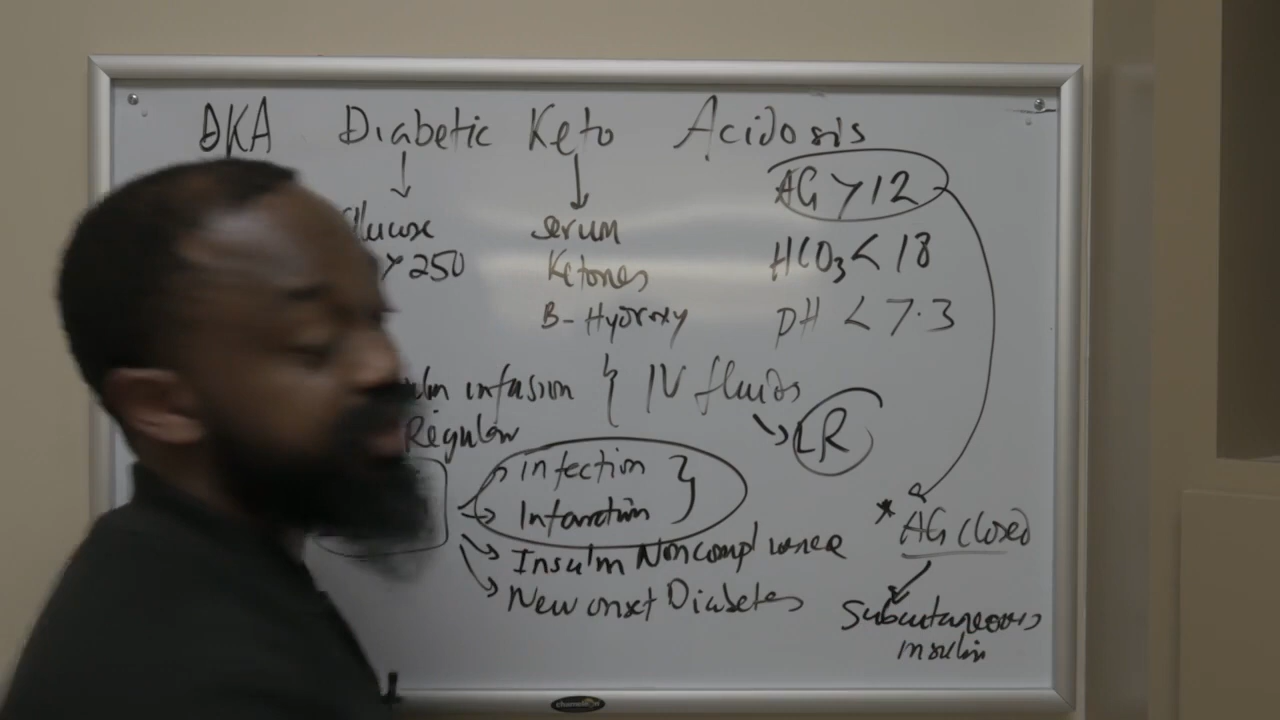 DKA Diabetic Keto Acidosis
Glucose
> 250
Serum
Ketones
B-Hydroxy
AG > 12
HCO3 < 18
pH < 7.3
infusion } IV fluids
Regular
LR
infection
Infarction
Insulin Noncompliance
New onset Diabetes
* AG closed
Subcutaneous
insulin
chameleon